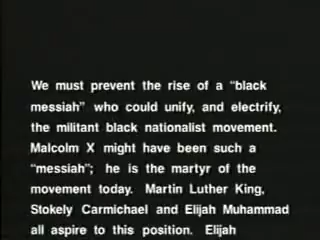 We must prevent the rise of a “black
messiah” who could unify, and electrify,
the militant black nationalist movement.
Malcolm X might have been such a
“messiah”; he is the martyr of the
movement today. Martin Luther King,
Stokely Carmichael and Elijah Muhammad
all aspire to this position. Elijah